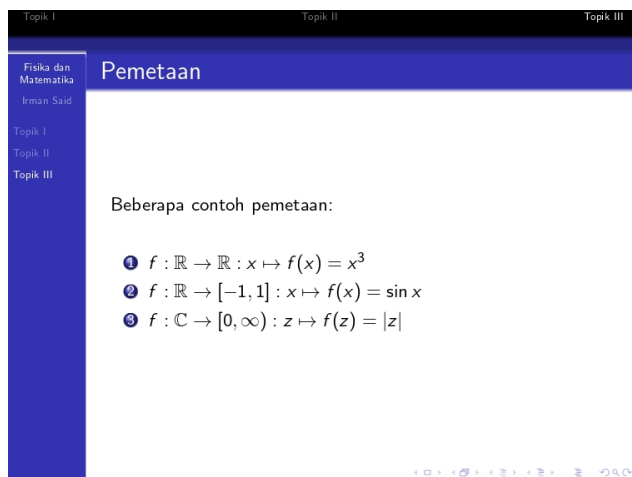 Topik I Topik II Topik III
Fisika dan
Matematika
Irman Said
Topik I
Topik II
Topik III
Pemetaan
Beberapa contoh pemetaan:
1 f : ℝ → ℝ : x ↦ f(x) = x³
2 f : ℝ → [−1, 1] : x ↦ f(x) = sin x
3 f : ℂ → [0, ∞) : z ↦ f(z) = |z|